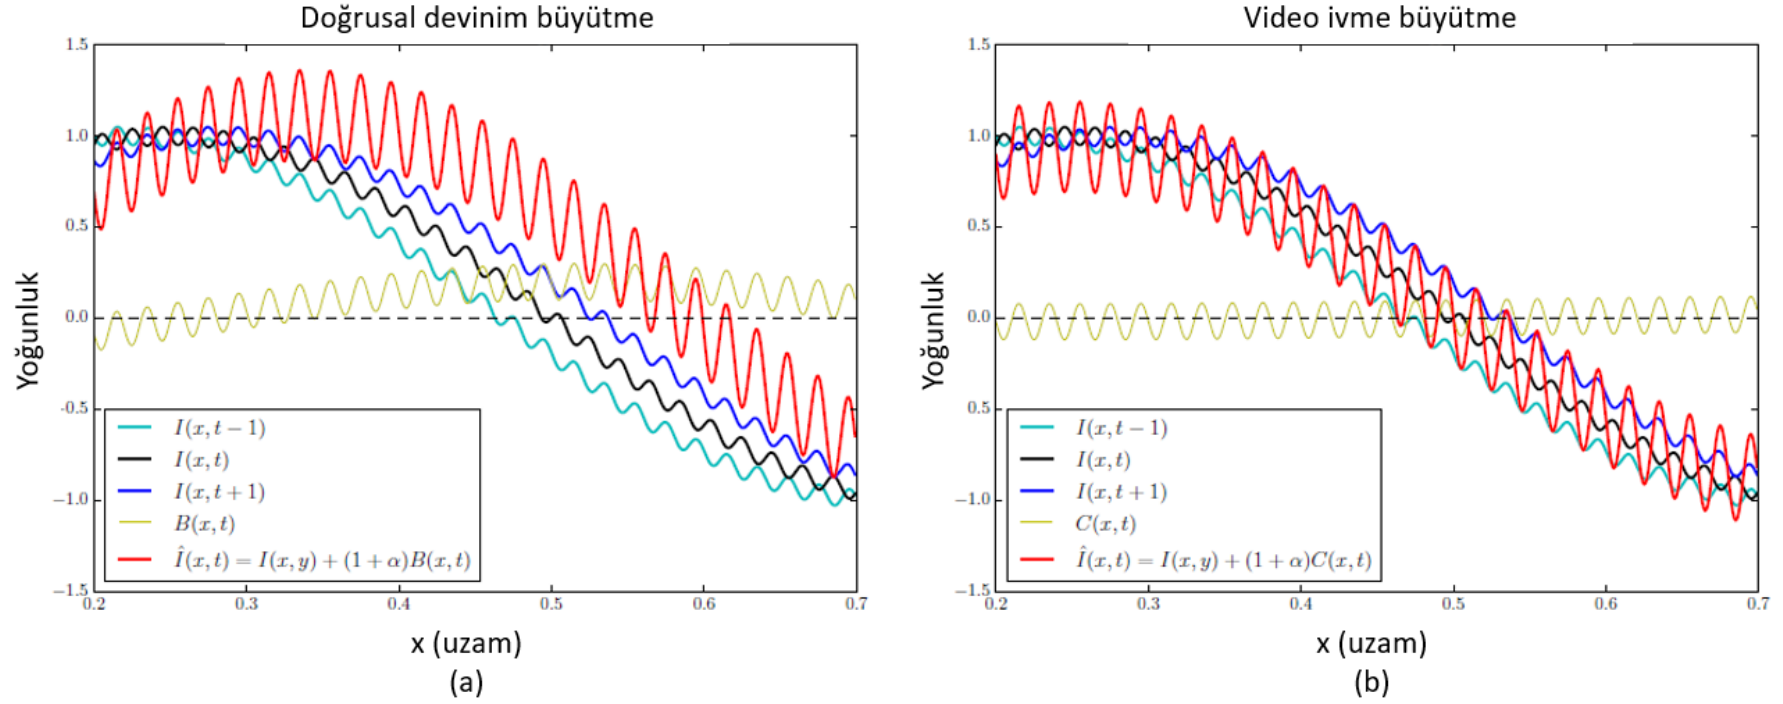 Doğrusal devinim büyütme
1.5
1.0
0.5
0.0
-0.5
−1.0
−1.5
0.2 0.3 0.4 0.5 0.6 0.7
Yoğunluk
I(x, t − 1)
I(x, t)
I(x, t + 1)
B(x, t)
Î(x, t) = I(x, y) + (1 + α)B(x, t)
x (uzam)
(a)
Video ivme büyütme
1.5
1.0
0.5
0.0
0.5
−1.0
−1.5
0.2 0.3 0.4 0.5 0.6 0.7
Yoğunluk
I(x, t − 1)
I(x, t)
I(x, t + 1)
C(x, t)
Î(x, t) = I(x, y) + (1 + α)C(x, t)
x (uzam)
(b)